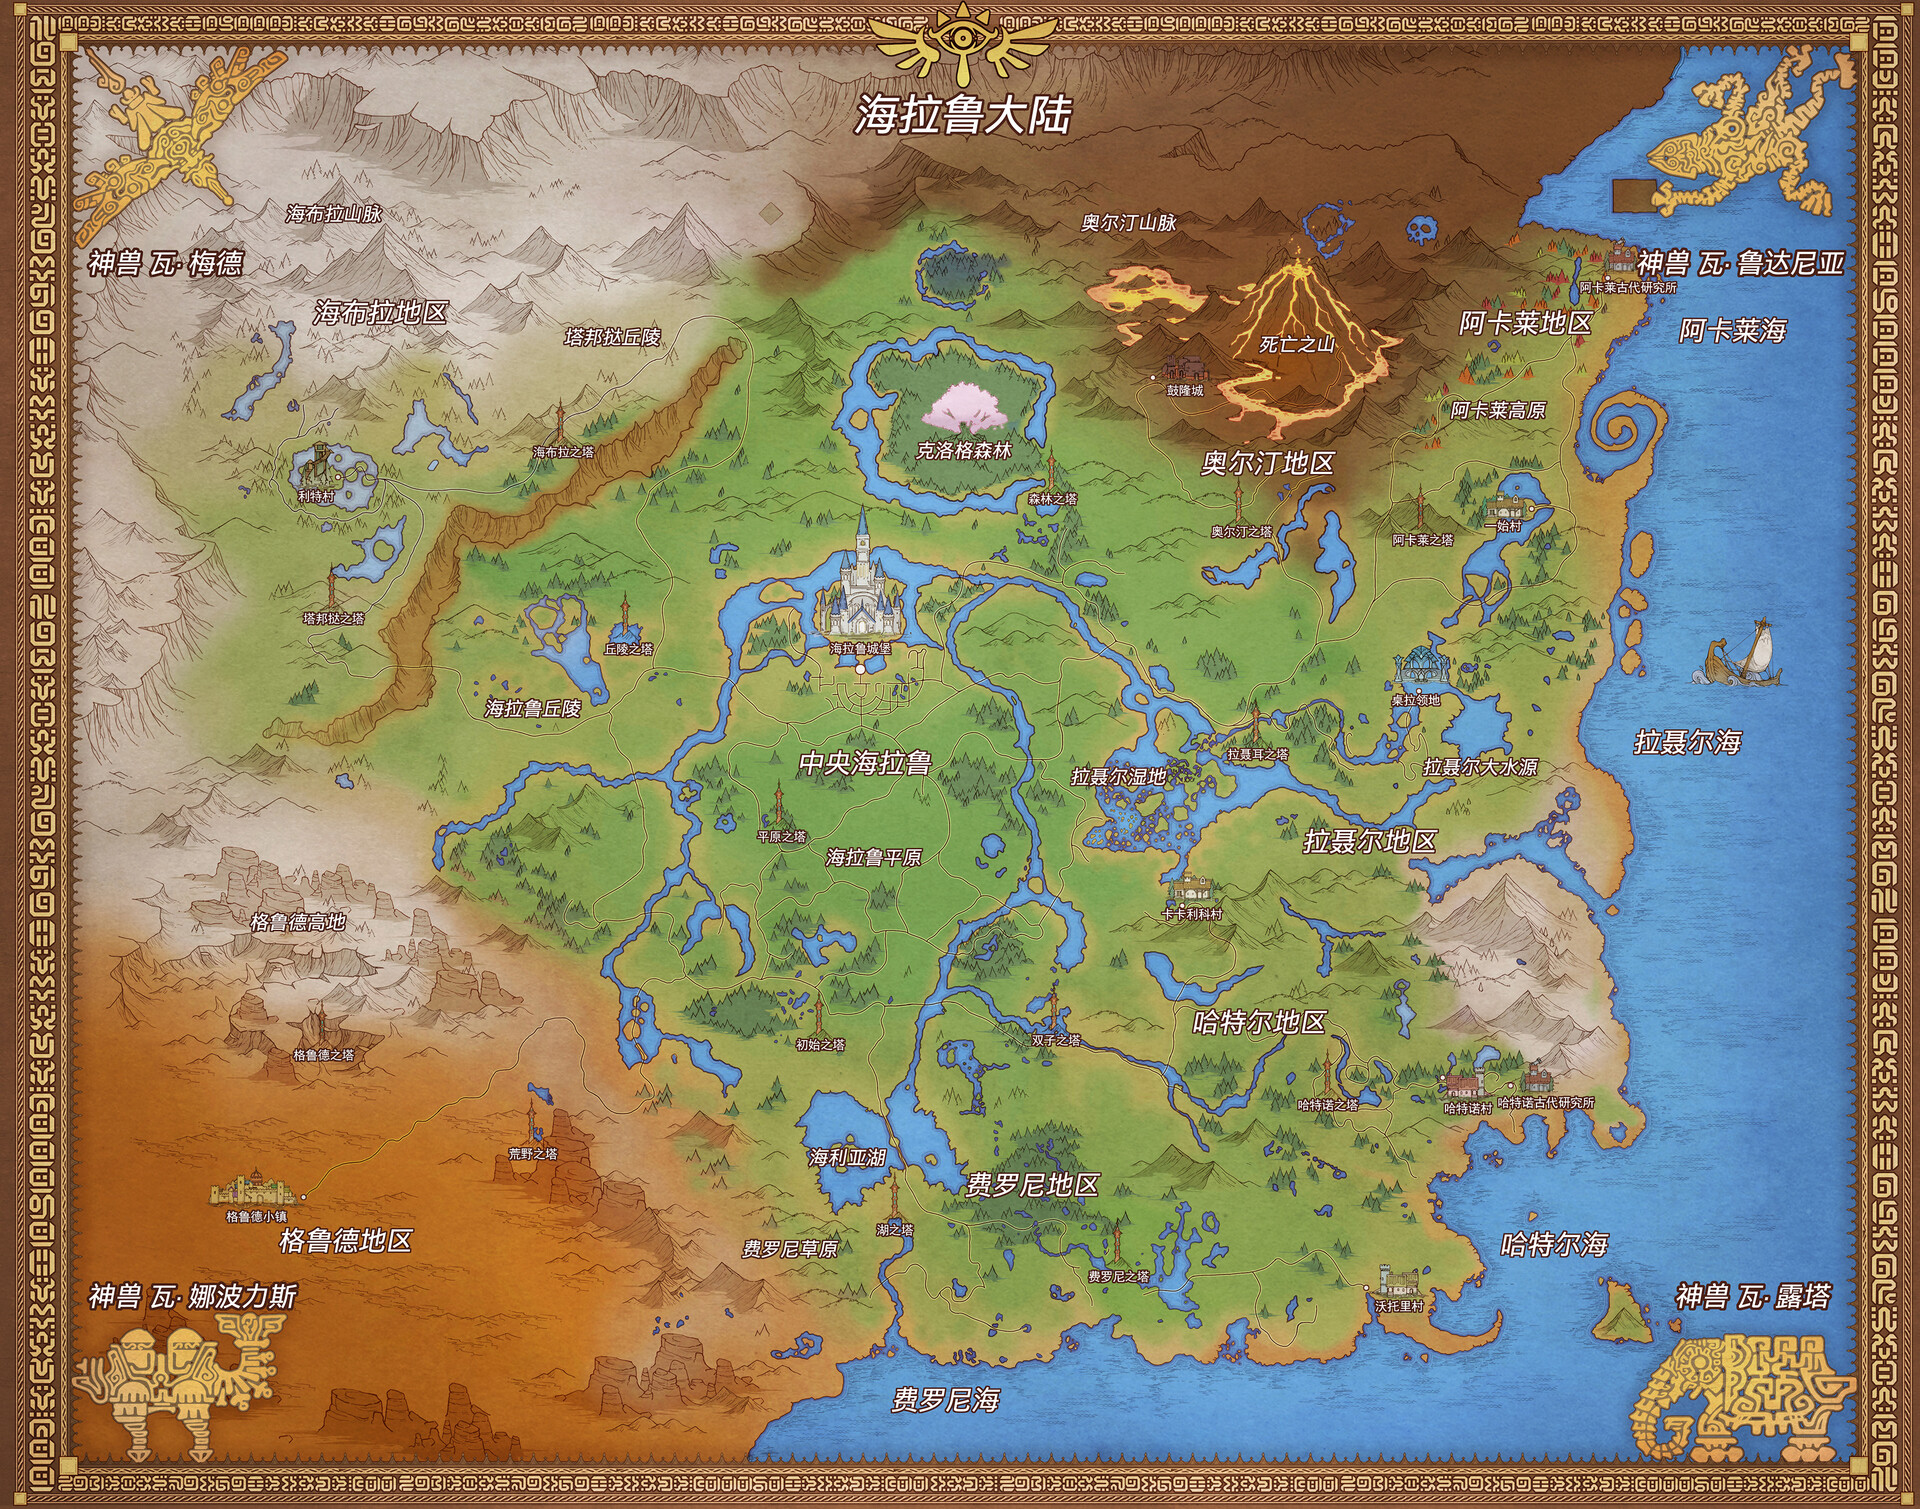 海拉鲁大陆
海布拉山脉
奥尔汀山脉
神兽 瓦·梅德
神兽 瓦·鲁达尼亚
阿卡莱古代研究所
海布拉地区
阿卡莱地区
阿卡莱海
塔邦挞丘陵
死亡之山
鼓隆城
阿卡莱高原
克洛格森林
海布拉之塔
奥尔汀地区
利特村
森林之塔
奥尔汀之塔
阿卡莱之塔
一始村
塔邦挞之塔
丘陵之塔
海拉鲁城堡
桌拉领地
海拉鲁丘陵
拉聂尔海
拉聂耳之塔
中央海拉鲁
拉聂尔湿地
拉聂尔大水源
平原之塔
拉聂尔地区
海拉鲁平原
卡卡利科村
格鲁德高地
哈特尔地区
初始之塔
双子之塔
格鲁德之塔
哈特诺之塔
哈特诺村
哈特诺古代研究所
荒野之塔
海利亚湖
费罗尼地区
格鲁德小镇
湖之塔
格鲁德地区
费罗尼草原
哈特尔海
费罗尼之塔
神兽 瓦·娜波力斯
神兽 瓦·露塔
沃托里村
费罗尼海